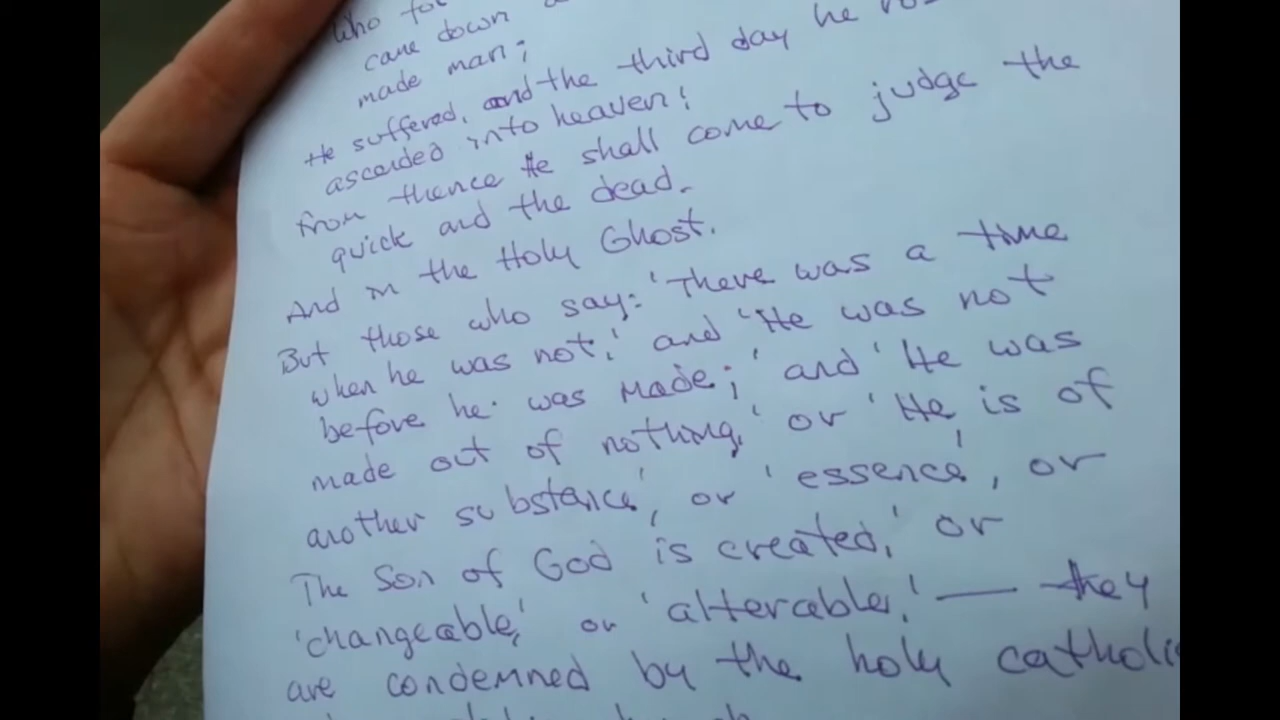 Who for
came down
made man;
He suffered, and the third day he
ascended into heaven;
from thence He shall come to judge the
quick and the dead.
And in the Holy Ghost.
But those who say: 'There was a time
when he was not;' and 'He was not
before he was made;' and 'He was
made out of nothing,' or 'He is of
another substance', or 'essence', or
The Son of God is created,' or
'changeable,' or 'alterable,' — they
are condemned by the holy catholic